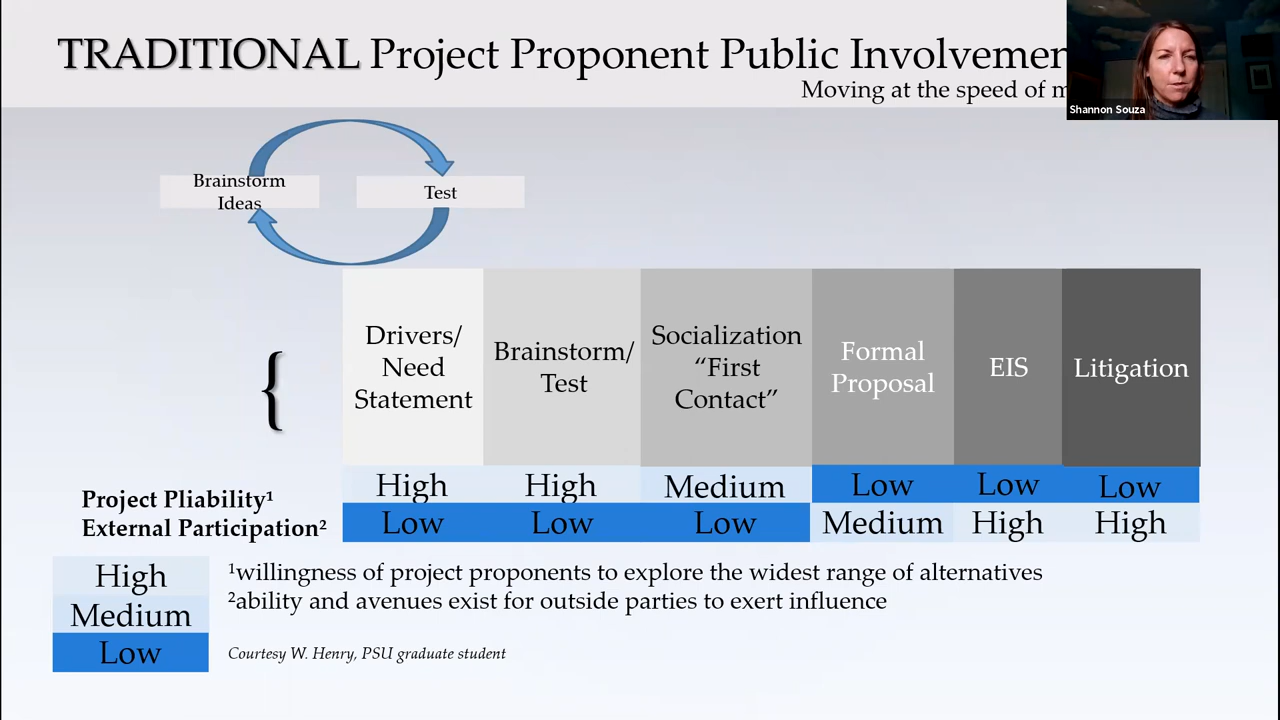 TRADITIONAL Project Proponent Public
Moving at the speed of
Shannon Souza
Brainstorm
Ideas
Test
Drivers/
Need
Statement
Brainstorm/
Test
Socialization
“First
Contact”
Formal
Proposal
EIS
Litigation
{
Project Pliability¹ High High Medium Low Low Low
External Participation² Low Low Low Medium High High
High
Medium
Low
¹willingness of project proponents to explore the widest range of alternatives
²ability and avenues exist for outside parties to exert influence
Courtesy W. Henry, PSU graduate student